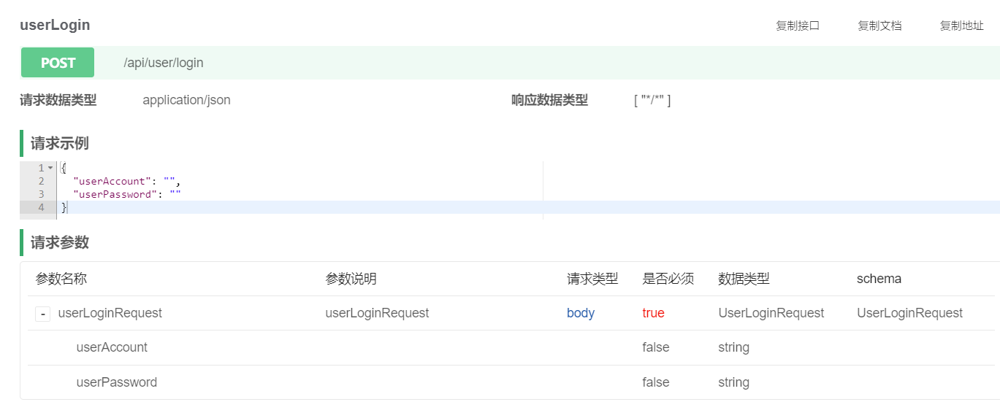 userLogin 复制接口 复制文档 复制地址
POST /api/user/login
请求数据类型 application/json 响应数据类型 [ "*/*" ]
请求示例
1 {
2 "userAccount": "",
3 "userPassword": ""
4 }
请求参数
参数名称 参数说明 请求类型 是否必须 数据类型 schema
- userLoginRequest userLoginRequest body true UserLoginRequest UserLoginRequest
userAccount false string
userPassword false string